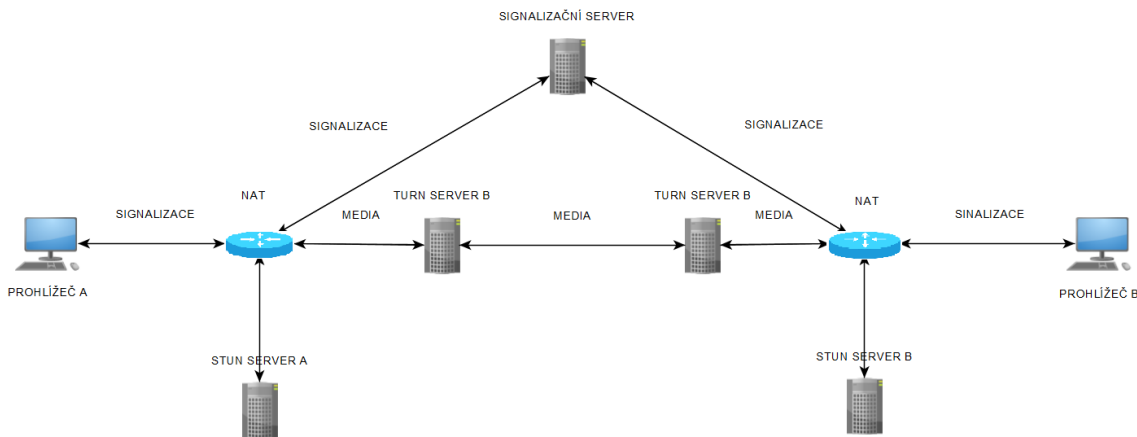 SIGNALIZAČNÍ SERVER
SIGNALIZACE
SIGNALIZACE
NAT
TURN SERVER B
TURN SERVER B
NAT
SIGNALIZACE
MEDIA
MEDIA
MEDIA
SINALIZACE
PROHLÍŽEČ A
PROHLÍŽEČ B
STUN SERVER A
STUN SERVER B